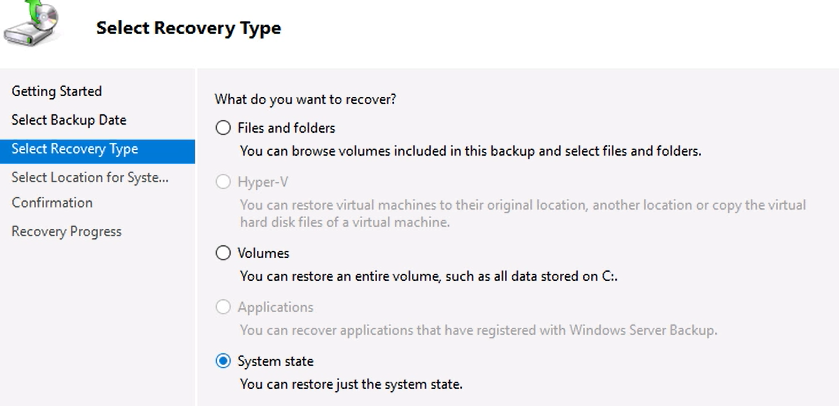 Select Recovery Type
Getting Started
Select Backup Date
Select Recovery Type
Select Location for Syste...
Confirmation
Recovery Progress
What do you want to recover?
Files and folders
You can browse volumes included in this backup and select files and folders.
Hyper-V
You can restore virtual machines to their original location, another location or copy the virtual
hard disk files of a virtual machine.
Volumes
You can restore an entire volume, such as all data stored on C:.
Applications
You can recover applications that have registered with Windows Server Backup.
System state
You can restore just the system state.